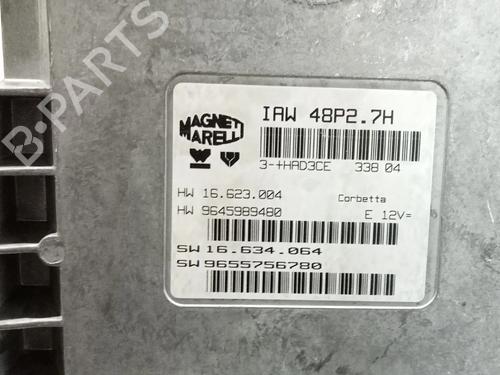 B-PARTS
MAGNETI
MARELLI
IAW 48P2.7H
3-+HAD3CE 338 04
HW 16.623.004 Corbetta
HW 9645989480 E 12V=
SW 16.634.064
SW 9655756780